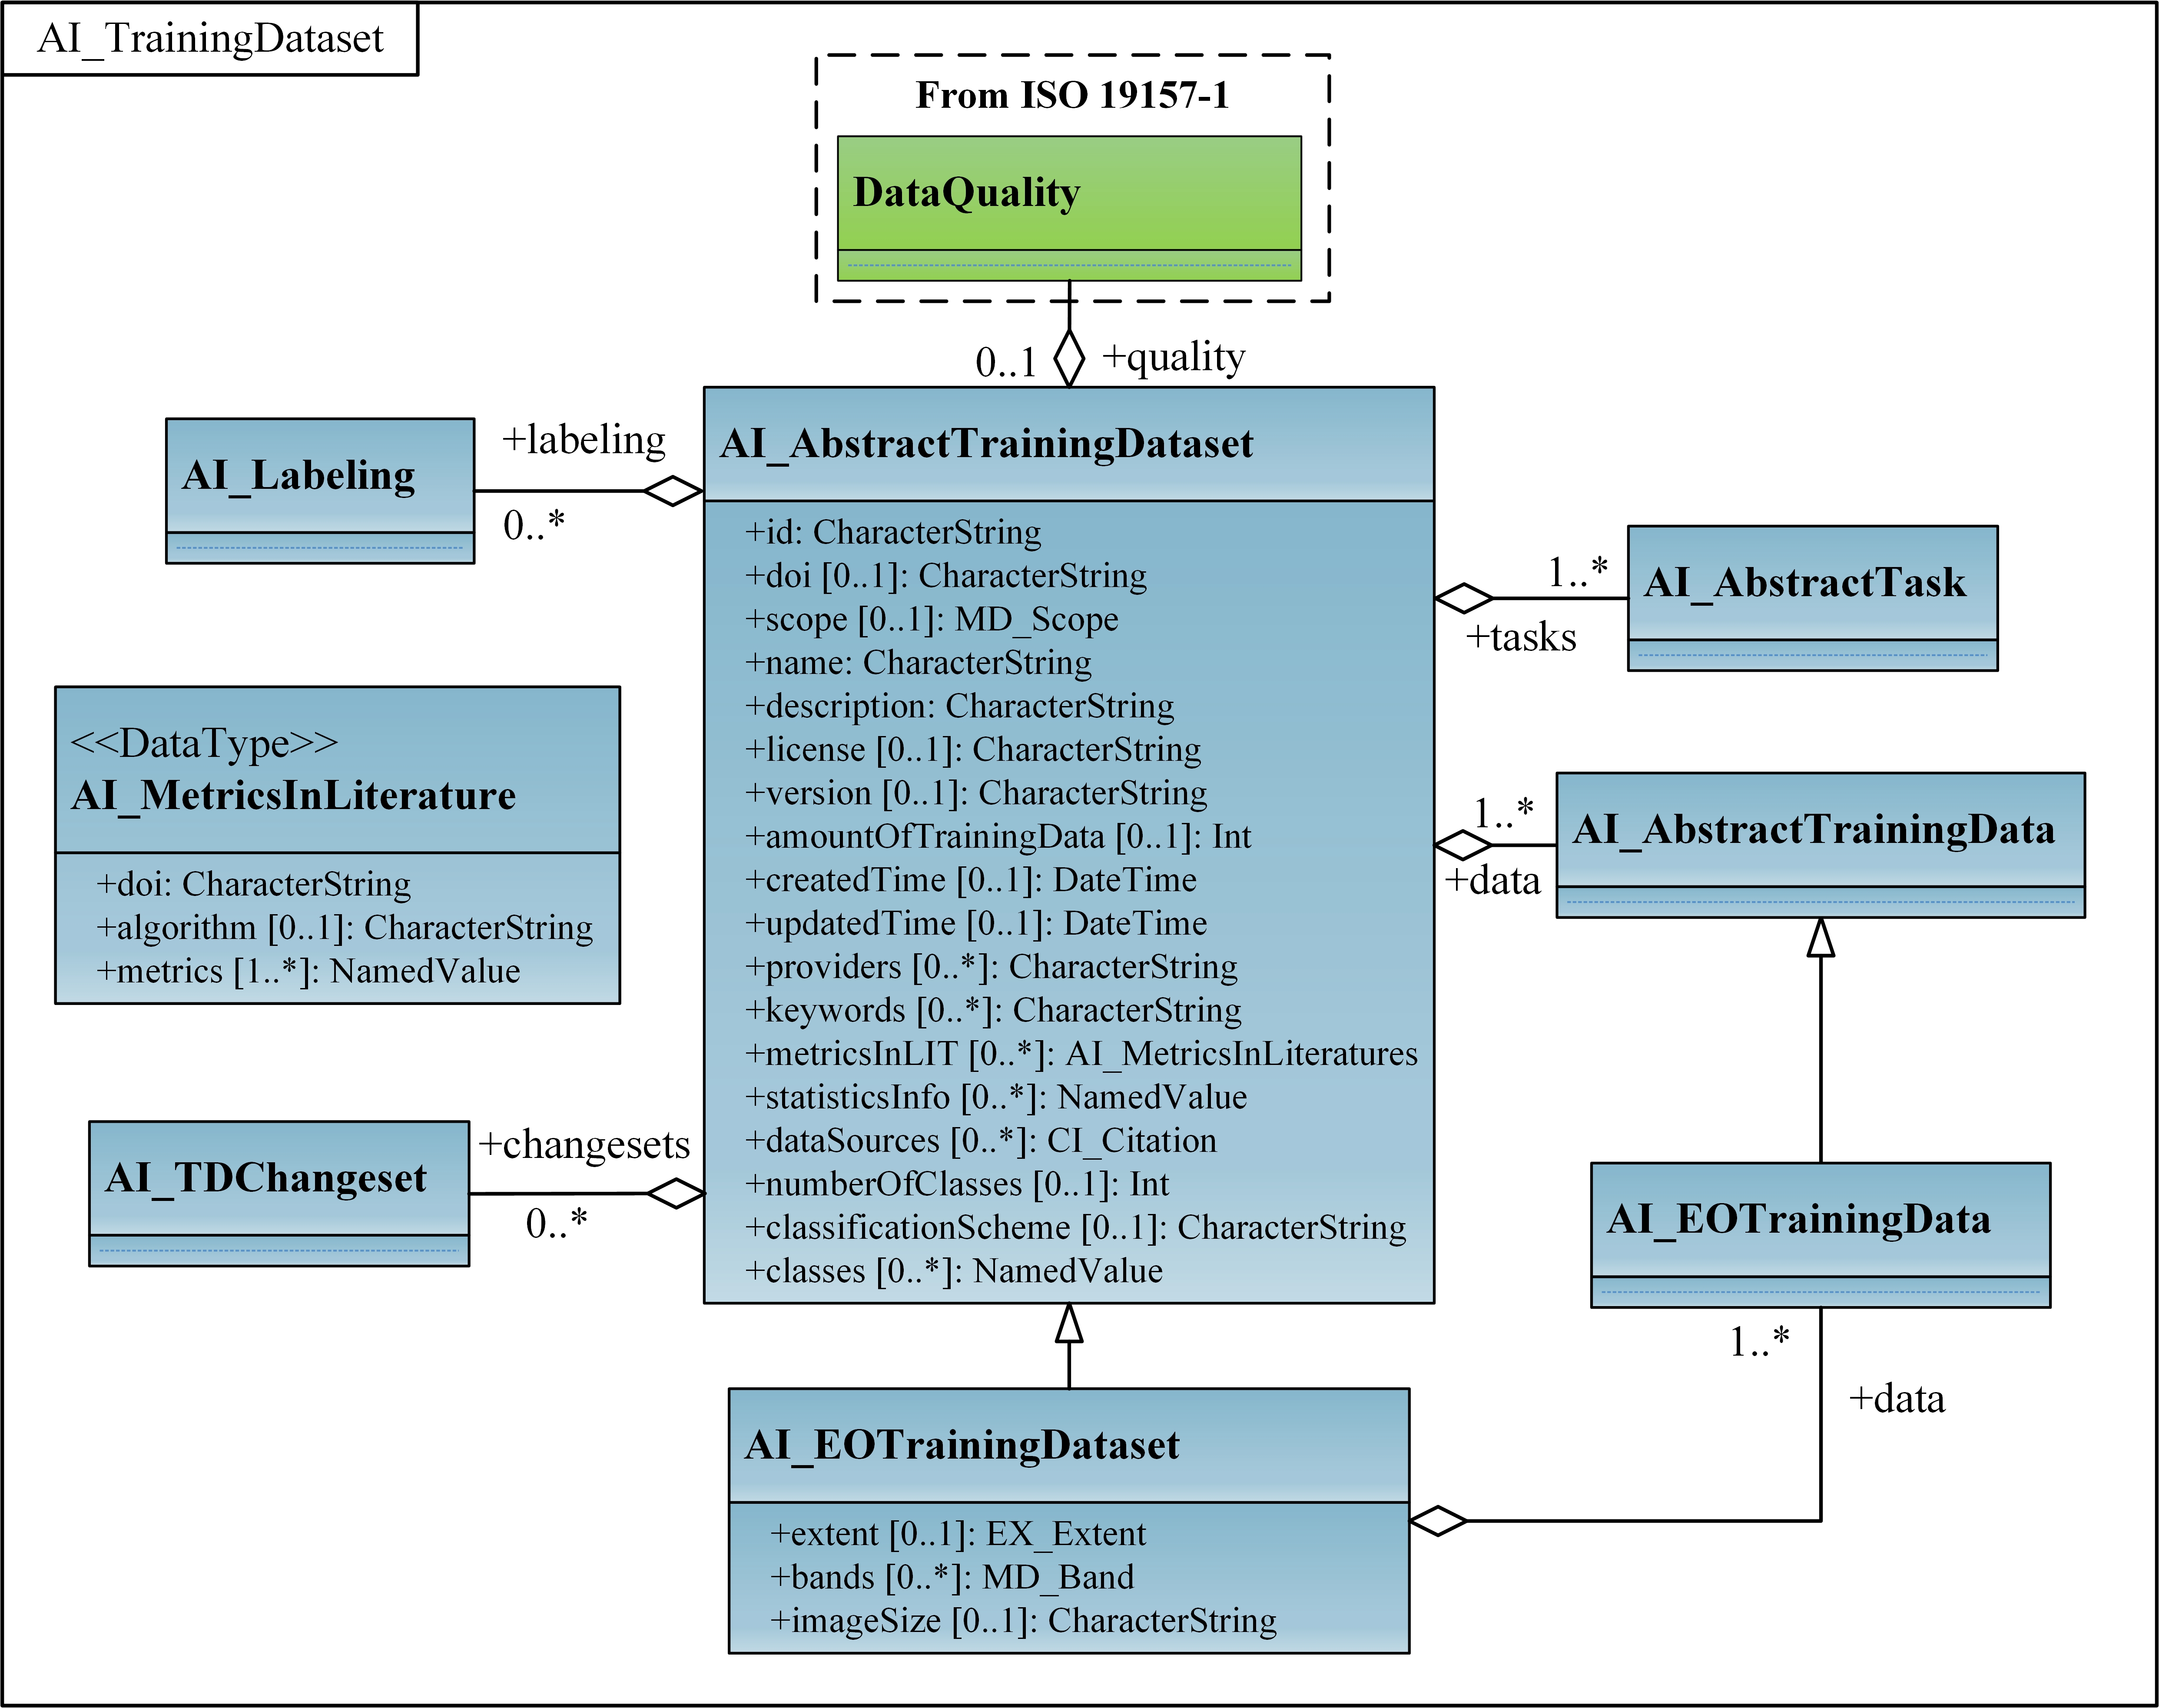 AI_TrainingDataset
From ISO 19157-1
DataQuality
0..1
+quality
AI_Labeling
+labeling
0..*
AI_AbstractTrainingDataset
+id: CharacterString
+doi [0..1]: CharacterString
+scope [0..1]: MD_Scope
+name: CharacterString
+description: CharacterString
+license [0..1]: CharacterString
+version [0..1]: CharacterString
+amountOfTrainingData [0..1]: Int
+createdTime [0..1]: DateTime
+updatedTime [0..1]: DateTime
+providers [0..*]: CharacterString
+keywords [0..*]: CharacterString
+metricsInLIT [0..*]: AI_MetricsInLiteratures
+statisticsInfo [0..*]: NamedValue
+dataSources [0..*]: CI_Citation
+numberOfClasses [0..1]: Int
+classificationScheme [0..1]: CharacterString
+classes [0..*]: NamedValue
1..*
+tasks
AI_AbstractTask
<<DataType>>
AI_MetricsInLiterature
+doi: CharacterString
+algorithm [0..1]: CharacterString
+metrics [1..*]: NamedValue
1..*
+data
AI_AbstractTrainingData
AI_TDChangeset
+changesets
0..*
AI_EOTrainingData
1..*
+data
AI_EOTrainingDataset
+extent [0..1]: EX_Extent
+bands [0..*]: MD_Band
+imageSize [0..1]: CharacterString